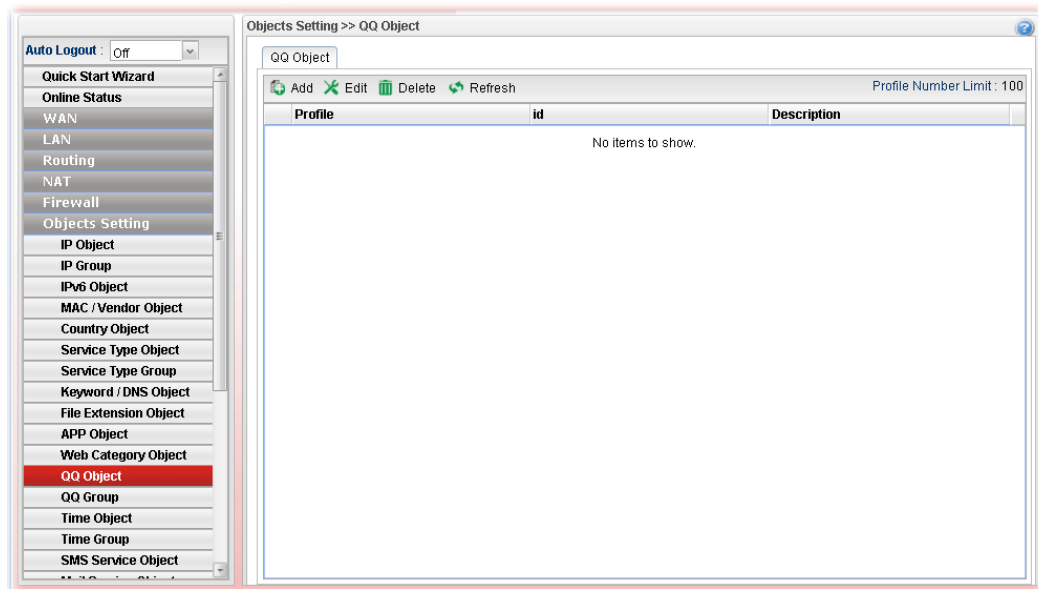 Objects Setting >> QQ Object
Auto Logout : Off
Quick Start Wizard
Online Status
WAN
LAN
Routing
NAT
Firewall
Objects Setting
IP Object
IP Group
IPv6 Object
MAC / Vendor Object
Country Object
Service Type Object
Service Type Group
Keyword / DNS Object
File Extension Object
APP Object
Web Category Object
QQ Object
QQ Group
Time Object
Time Group
SMS Service Object
QQ Object
Add Edit Delete Refresh Profile Number Limit : 100
Profile id Description
No items to show.